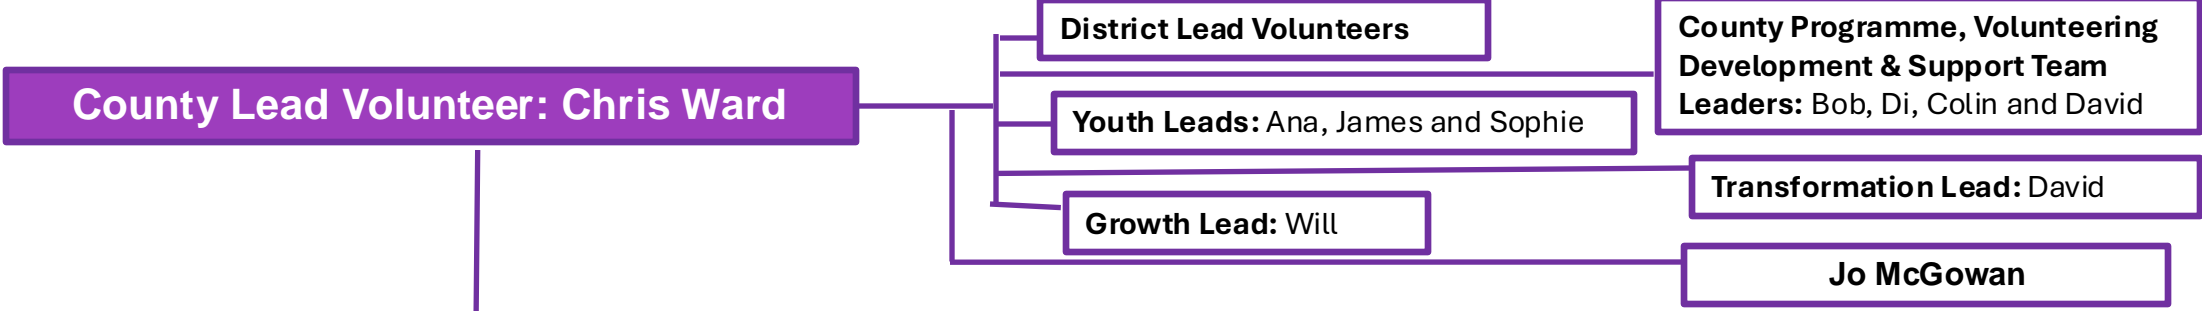 County Lead Volunteer: Chris Ward
District Lead Volunteers
County Programme, Volunteering
Development & Support Team
Leaders: Bob, Di, Colin and David
Youth Leads: Ana, James and Sophie
Transformation Lead: David
Growth Lead: Will
Jo McGowan